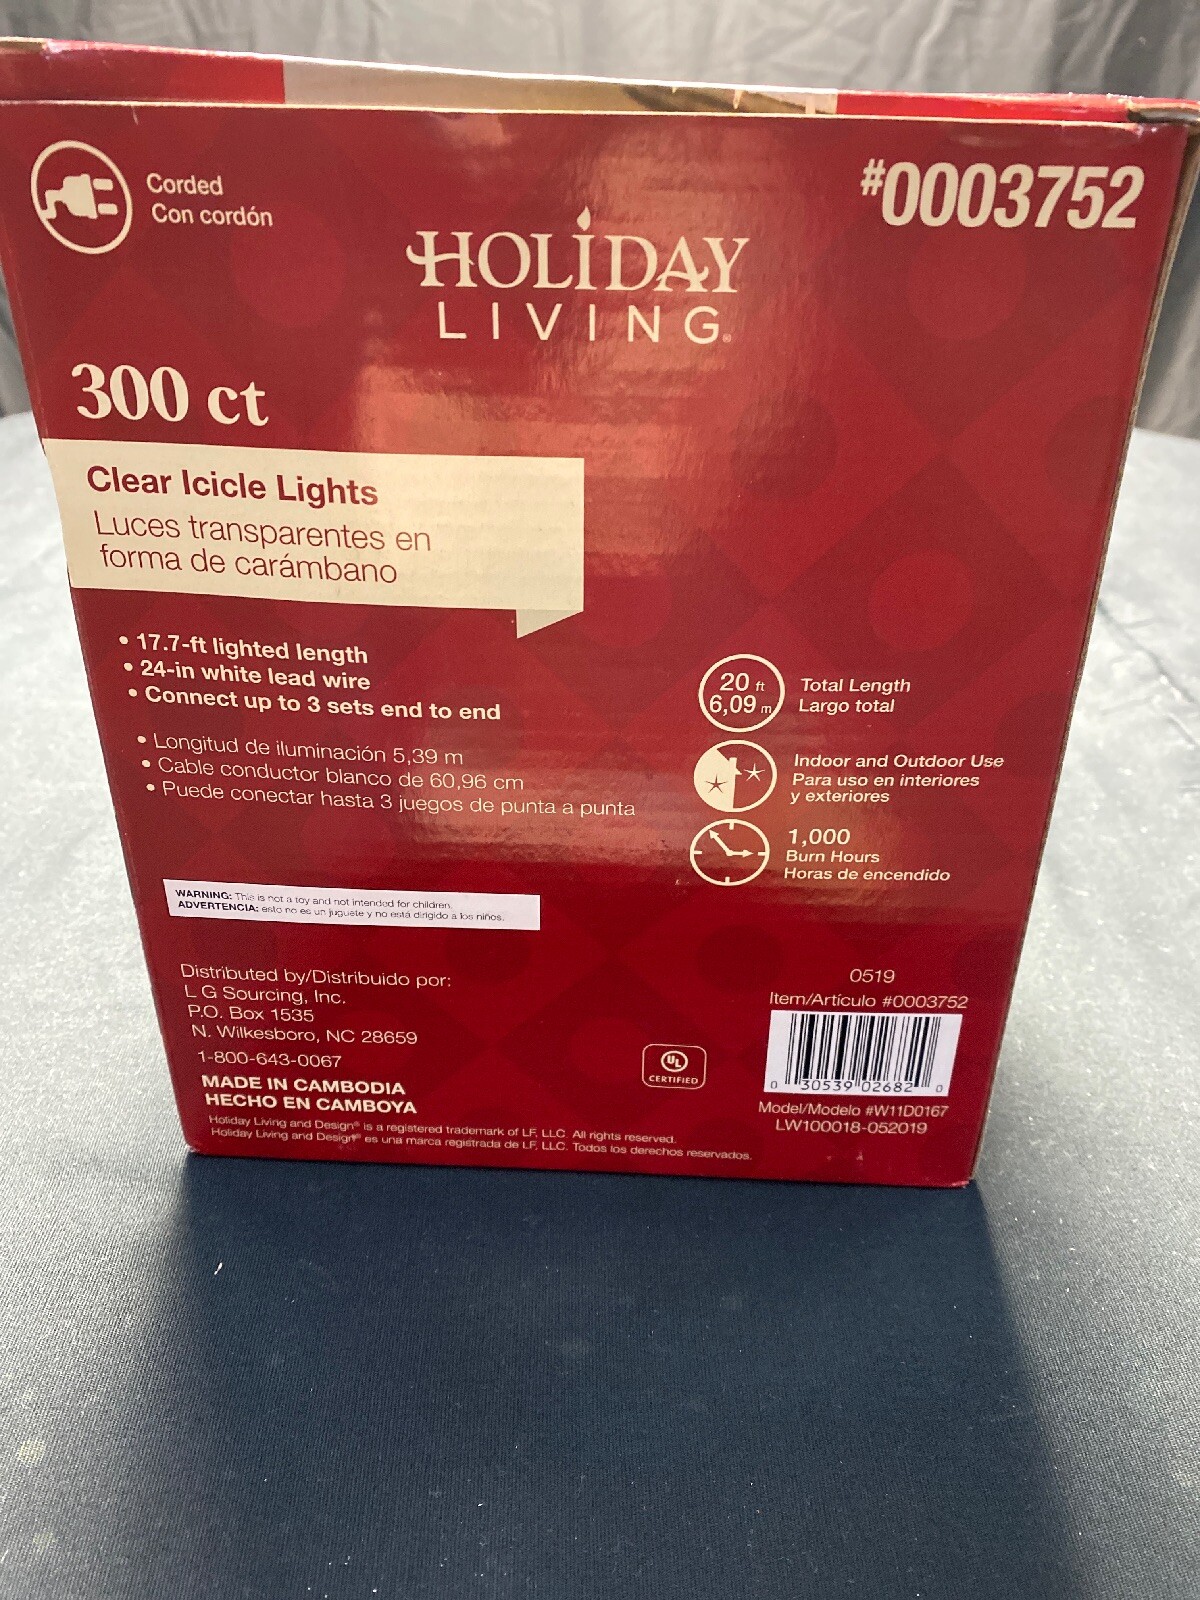 Corded
Con cordón
#0003752
HOLIDAY
LIVING®
300 ct
Clear Icicle Lights
Luces transparentes en
forma de carámbano
• 17.7-ft lighted length
• 24-in white lead wire
• Connect up to 3 sets end to end
• Longitud de iluminación 5,39 m
• Cable conductor blanco de 60,96 cm
• Puede conectar hasta 3 juegos de punta a punta
20 ft
6,09 m
Total Length
Largo total
Indoor and Outdoor Use
Para uso en interiores
y exteriores
1,000
Burn Hours
Horas de encendido
WARNING: This is not a toy and not intended for children.
ADVERTENCIA: esto no es un juguete y no está dirigido a los niños.
Distributed by/Distribuido por:
L G Sourcing, Inc.
P.O. Box 1535
N. Wilkesboro, NC 28659
1-800-643-0067
MADE IN CAMBODIA
HECHO EN CAMBOYA
Holiday Living and Design® is a registered trademark of LF, LLC. All rights reserved.
Holiday Living and Design® es una marca registrada de LF, LLC. Todos los derechos reservados.
UL
CERTIFIED
0519
Item/Artículo #0003752
0 30539 02682 0
Model/Modelo #W11D0167
LW100018-052019